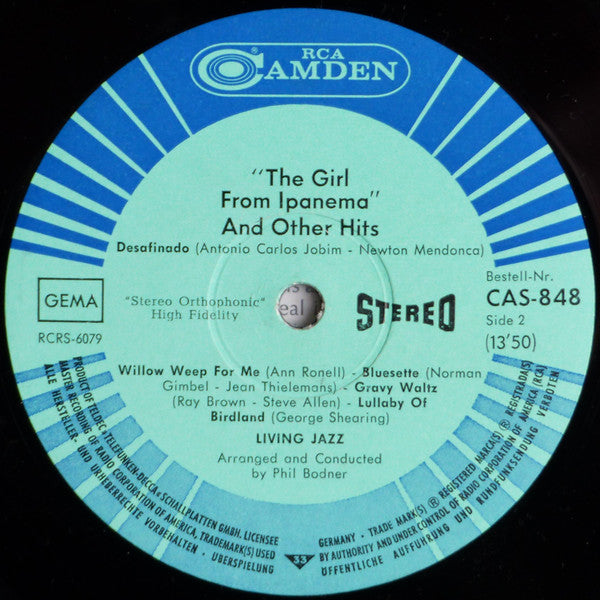 RCA
CAMDEN
"The Girl
From Ipanema"
And Other Hits
Desafinado (Antonio Carlos Jobim - Newton Mendonca)
GEMA
RCRS-6079
"Stereo Orthophonic"
High Fidelity
eal
STEREO
Bestell-Nr.
CAS-848
Side 2
(13'50)
Willow Weep For Me (Ann Ronell) - Bluesette (Norman
Gimbel - Jean Thielemans) - Gravy Waltz
(Ray Brown - Steve Allen) - Lullaby Of
Birdland (George Shearing)
LIVING JAZZ
Arranged and Conducted
by Phil Bodner
PRODUCT OF TELDEC »TELEFUNKEN-DECCA« SCHALLPLATTEN GMBH. LICENSEE
MASTER RECORDING OF RADIO CORPORATION OF AMERICA, TRADEMARK(S) USED
ALLE HERSTELLER- UND URHEBERRECHTE VORBEHALTEN · ÜBERSPIELUNG
33
GERMANY - TRADE MARK(S) ® REGISTERED MARCA(S) ® REGISTRADA(S)
BY AUTHORITY AND UNDER CONTROL OF RADIO CORPORATION OF AMERICA (RCA)
ÖFFENTLICHE AUFFÜHRUNG UND RUNDFUNKSENDUNG VERBOTEN